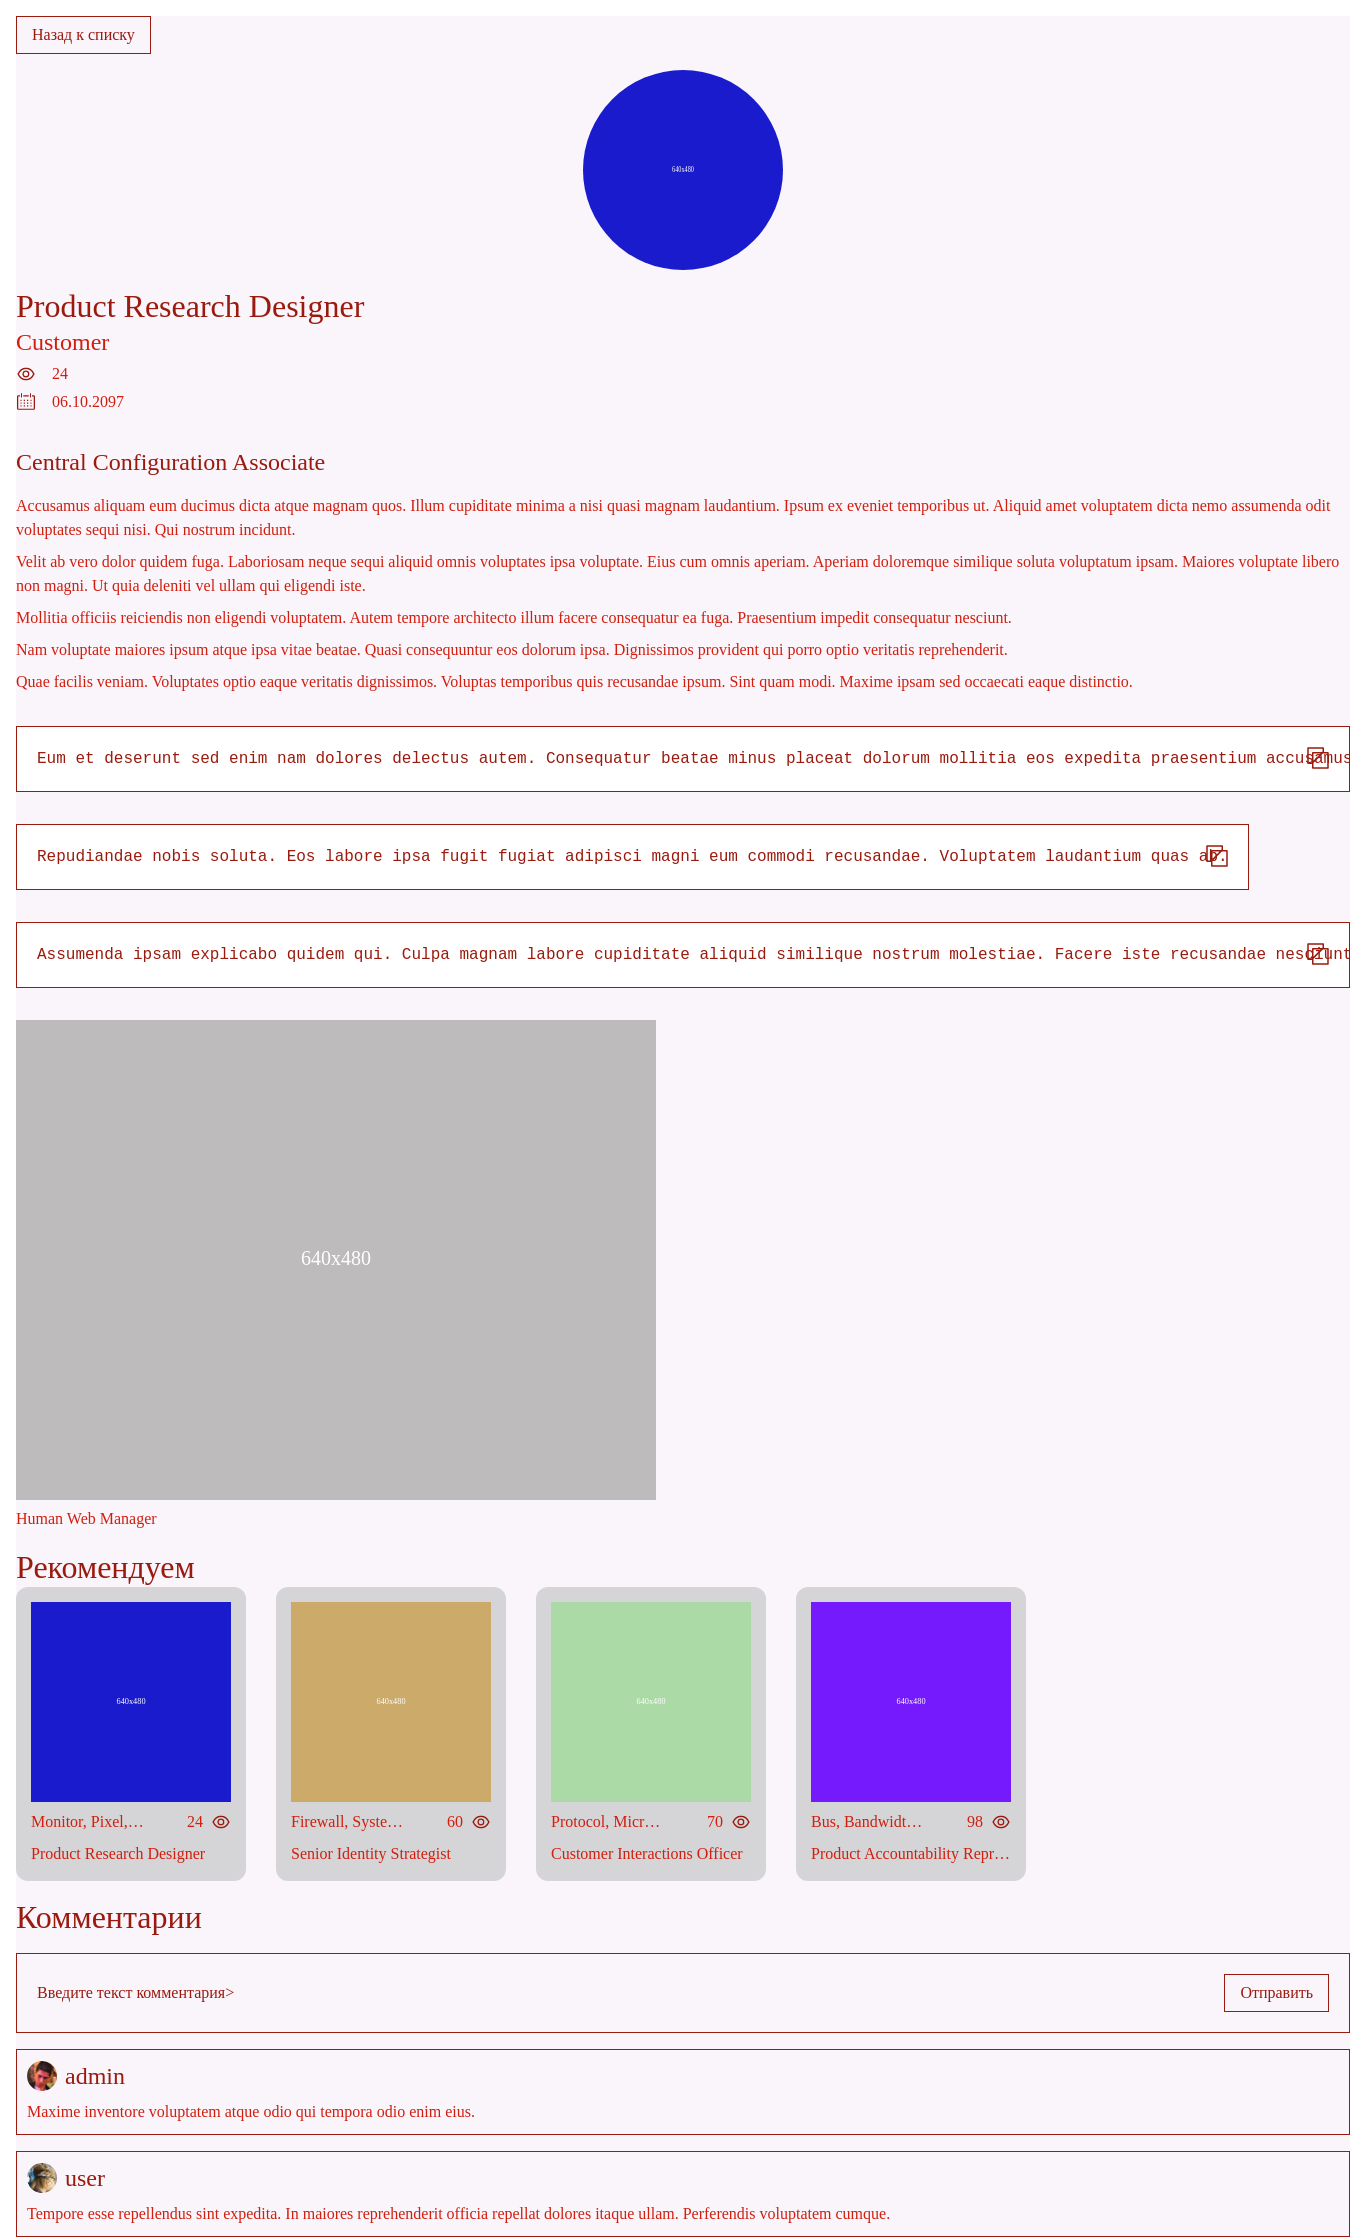 Назад к списку
640x480
Product Research Designer
Customer
24
06.10.2097
Central Configuration Associate
Accusamus aliquam eum ducimus dicta atque magnam quos. Illum cupiditate minima a nisi quasi magnam laudantium. Ipsum ex eveniet temporibus ut. Aliquid amet voluptatem dicta nemo assumenda odit
voluptates sequi nisi. Qui nostrum incidunt.
Velit ab vero dolor quidem fuga. Laboriosam neque sequi aliquid omnis voluptates ipsa voluptate. Eius cum omnis aperiam. Aperiam doloremque similique soluta voluptatum ipsam. Maiores voluptate libero
non magni. Ut quia deleniti vel ullam qui eligendi iste.
Mollitia officiis reiciendis non eligendi voluptatem. Autem tempore architecto illum facere consequatur ea fuga. Praesentium impedit consequatur nesciunt.
Nam voluptate maiores ipsum atque ipsa vitae beatae. Quasi consequuntur eos dolorum ipsa. Dignissimos provident qui porro optio veritatis reprehenderit.
Quae facilis veniam. Voluptates optio eaque veritatis dignissimos. Voluptas temporibus quis recusandae ipsum. Sint quam modi. Maxime ipsam sed occaecati eaque distinctio.
Eum et deserunt sed enim nam dolores delectus autem. Consequatur beatae minus placeat dolorum mollitia eos expedita praesentium accusamus
Repudiandae nobis soluta. Eos labore ipsa fugit fugiat adipisci magni eum commodi recusandae. Voluptatem laudantium quas ab.
Assumenda ipsam explicabo quidem qui. Culpa magnam labore cupiditate aliquid similique nostrum molestiae. Facere iste recusandae nesciunt
640x480
Human Web Manager
Рекомендуем
640x480
640x480
640x480
640x480
Monitor, Pixel,… 24
Firewall, Syste… 60
Protocol, Micr… 70
Bus, Bandwidt… 98
Product Research Designer
Senior Identity Strategist
Customer Interactions Officer
Product Accountability Repr…
Комментарии
Введите текст комментария>
Отправить
admin
Maxime inventore voluptatem atque odio qui tempora odio enim eius.
user
Tempore esse repellendus sint expedita. In maiores reprehenderit officia repellat dolores itaque ullam. Perferendis voluptatem cumque.